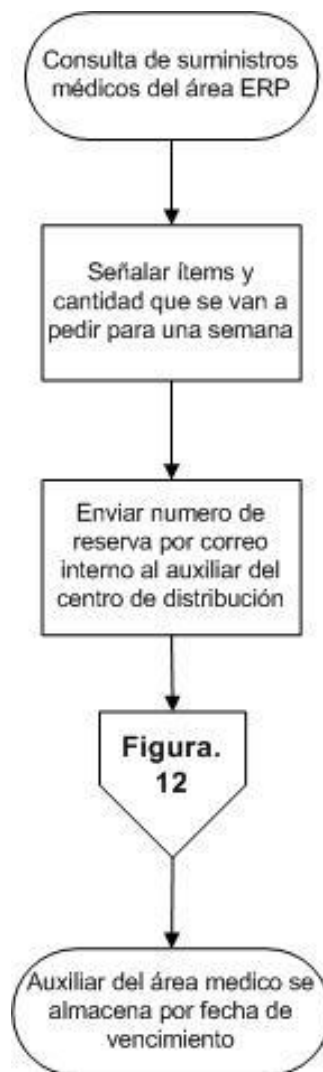 Consulta de suministros
médicos del área ERP
Señalar ítems y
cantidad que se van a
pedir para una semana
Enviar numero de
reserva por correo
interno al auxiliar del
centro de distribución
Figura.
12
Auxiliar del área medico se
almacena por fecha de
vencimiento